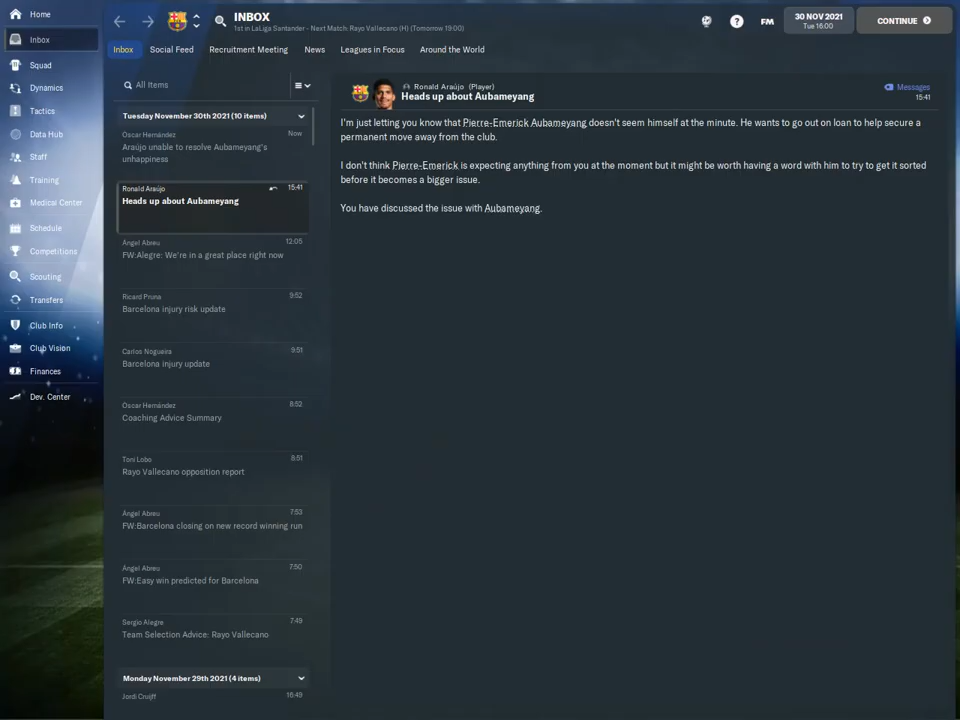 Home
Inbox
Squad
Dynamics
Tactics
Data Hub
Staff
Training
Medical Center
Schedule
Competitions
Scouting
Transfers
Club Info
Club Vision
Finances
Dev. Center
INBOX
1st in LaLiga Santander - Next Match: Rayo Vallecano (H) (Tomorrow 19:00)
?
FM
30 NOV 2021
Tue 16:00
CONTINUE
Inbox
Social Feed
Recruitment Meeting
News
Leagues in Focus
Around the World
All Items
Tuesday November 30th 2021 (10 items)
Óscar Hernández
Now
Araújo unable to resolve Aubameyang's
unhappiness
Ronald Araújo
15:41
Heads up about Aubameyang
Ángel Abreu
12:05
FW:Alegre: We're in a great place right now
Ricard Pruna
9:52
Barcelona injury risk update
Carlos Nogueira
9:51
Barcelona injury update
Óscar Hernández
8:52
Coaching Advice Summary
Toni Lobo
8:51
Rayo Vallecano opposition report
Ángel Abreu
7:53
FW:Barcelona closing on new record winning run
Ángel Abreu
7:50
FW:Easy win predicted for Barcelona
Sergio Alegre
7:49
Team Selection Advice: Rayo Vallecano
Monday November 29th 2021 (4 items)
Jordi Cruijff
16:49
Ronald Araújo (Player)
Heads up about Aubameyang
Messages
15:41
I'm just letting you know that Pierre-Emerick Aubameyang doesn't seem himself at the minute. He wants to go out on loan to help secure a
permanent move away from the club.
I don't think Pierre-Emerick is expecting anything from you at the moment but it might be worth having a word with him to try to get it sorted
before it becomes a bigger issue.
You have discussed the issue with Aubameyang.